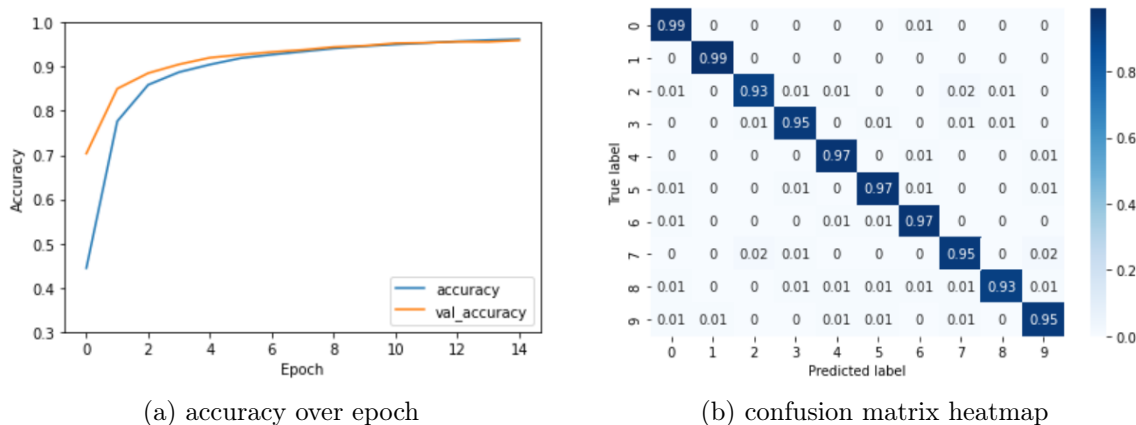 1.0
0.9
0.8
0.7
0.6
0.5
0.4
0.3
Accuracy
0 2 4 6 8 10 12 14
Epoch
accuracy
val_accuracy
(a) accuracy over epoch
True label
0 0.99 0 0 0 0 0 0.01 0 0 0
1 0 0.99 0 0 0 0 0 0 0 0
2 0.01 0 0.93 0.01 0.01 0 0 0.02 0.01 0
3 0 0 0.01 0.95 0 0.01 0 0.01 0.01 0
4 0 0 0 0 0.97 0 0.01 0 0 0.01
5 0.01 0 0 0.01 0 0.97 0.01 0 0 0.01
6 0.01 0 0 0 0.01 0.01 0.97 0 0 0
7 0 0 0.02 0.01 0 0 0 0.95 0 0.02
8 0.01 0 0 0.01 0.01 0.01 0.01 0.01 0.93 0.01
9 0.01 0.01 0 0 0.01 0.01 0 0.01 0 0.95
0 1 2 3 4 5 6 7 8 9
Predicted label
0.8
0.6
0.4
0.2
0.0
(b) confusion matrix heatmap